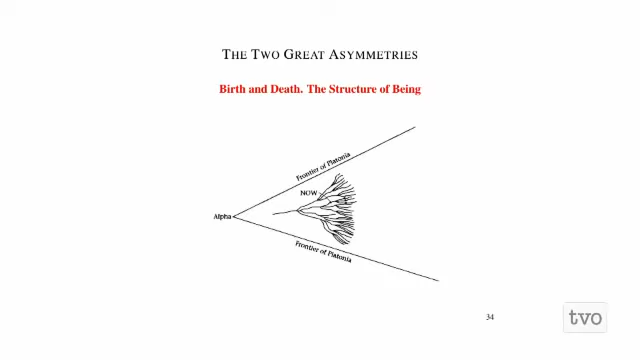 THE TWO GREAT ASYMMETRIES
Birth and Death. The Structure of Being
Frontier of Platonia
NOW
Alpha
Frontier of Platonia
34
tvo